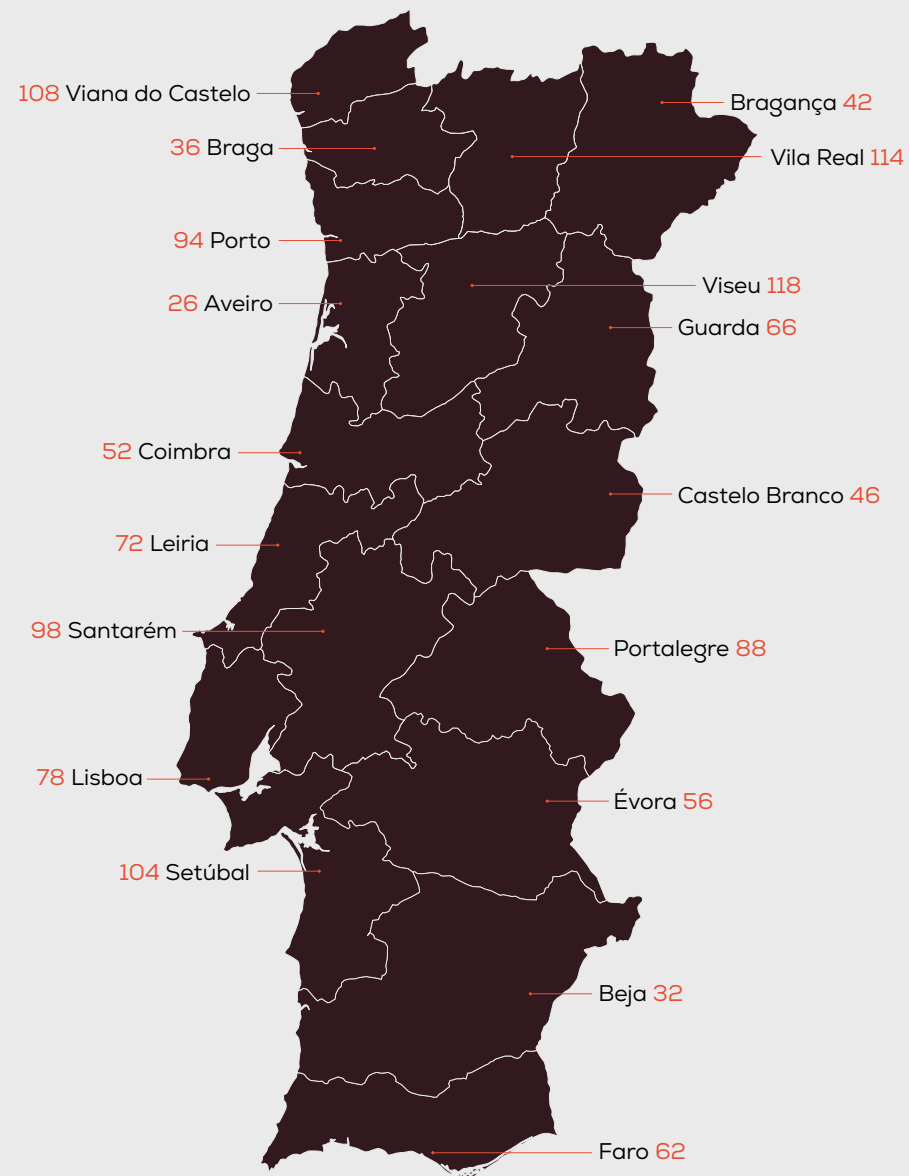 108 Viana do Castelo
Bragança 42
36 Braga
Vila Real 114
94 Porto
Viseu 118
26 Aveiro
Guarda 66
52 Coimbra
Castelo Branco 46
72 Leiria
98 Santarém
Portalegre 88
78 Lisboa
Évora 56
104 Setúbal
Beja 32
Faro 62